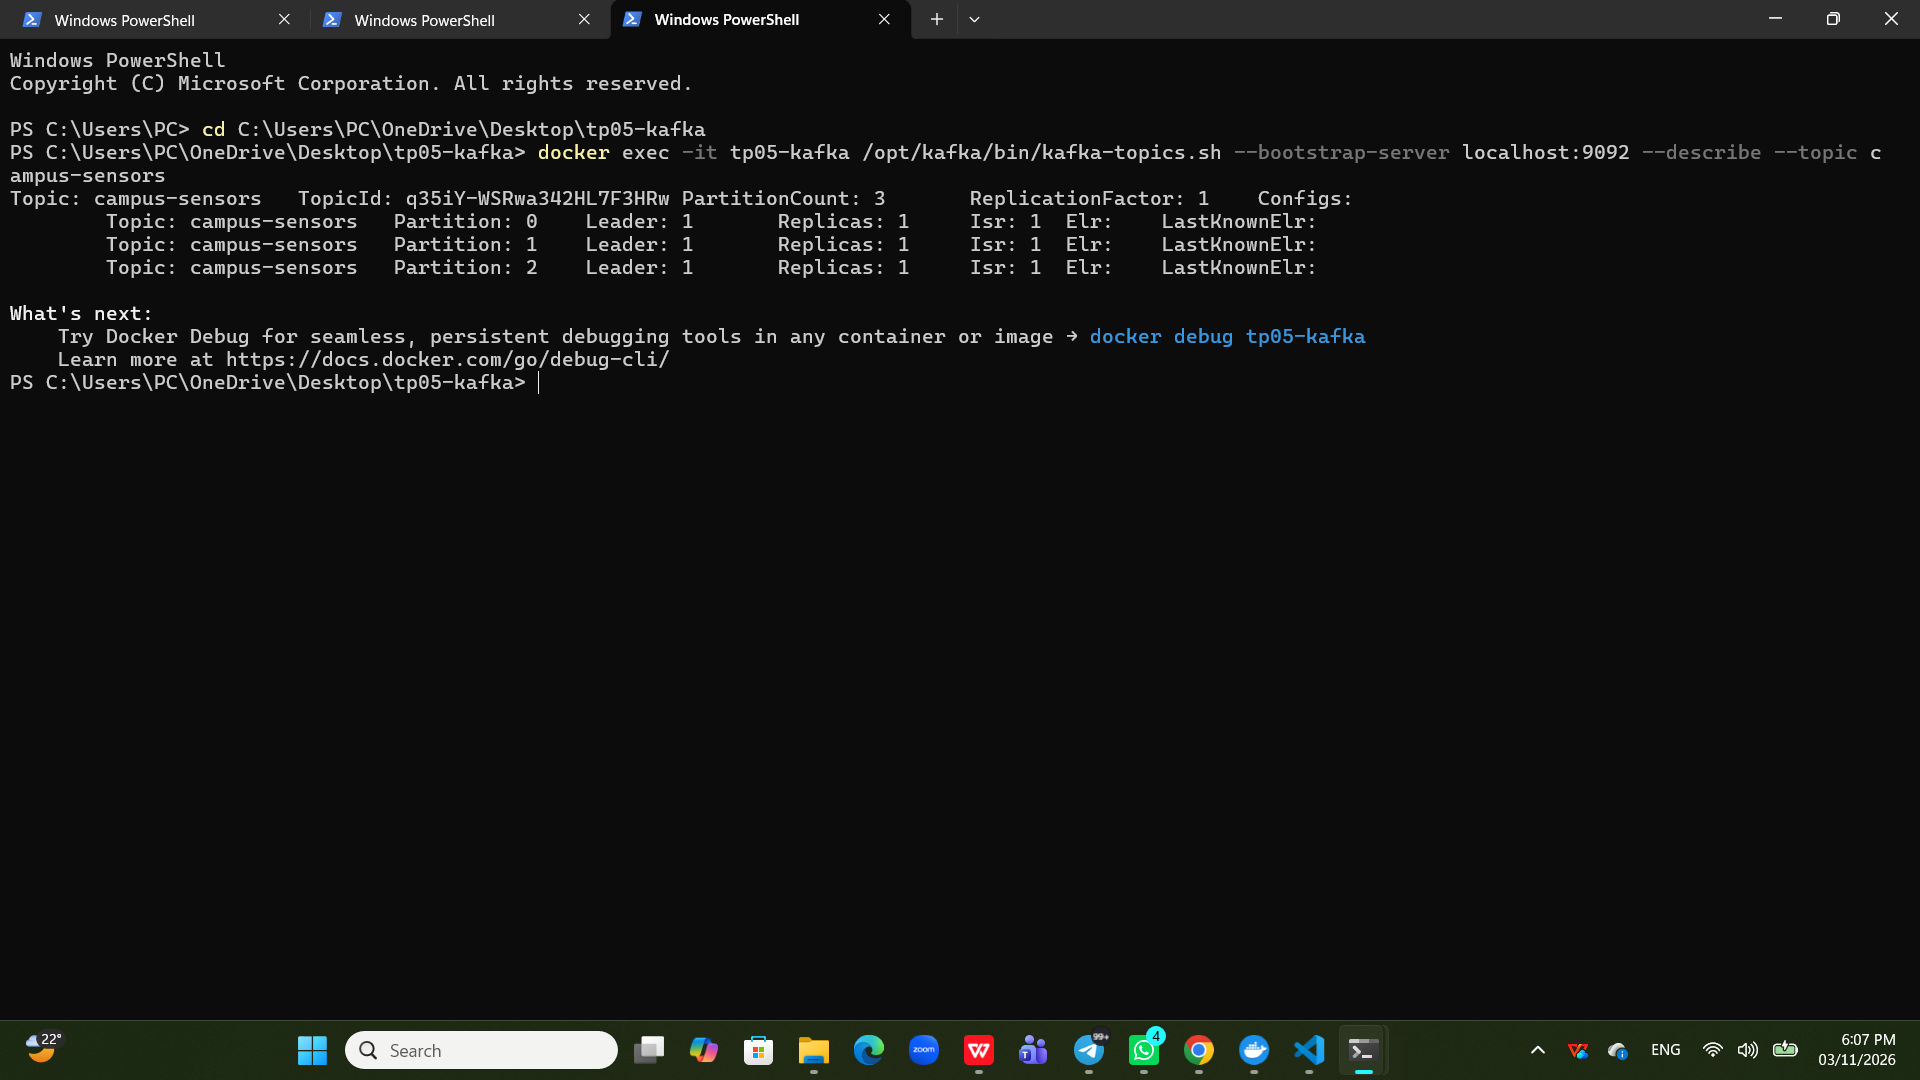 Windows PowerShell
Windows PowerShell
Windows PowerShell
Windows PowerShell
Copyright (C) Microsoft Corporation. All rights reserved.
PS C:\Users\PC> cd C:\Users\PC\OneDrive\Desktop\tp05-kafka
PS C:\Users\PC\OneDrive\Desktop\tp05-kafka> docker exec -it tp05-kafka /opt/kafka/bin/kafka-topics.sh --bootstrap-server localhost:9092 --describe --topic c
ampus-sensors
Topic: campus-sensors   TopicId: q35iY-WSRwa342HL7F3HRw PartitionCount: 3       ReplicationFactor: 1    Configs:
        Topic: campus-sensors   Partition: 0    Leader: 1       Replicas: 1     Isr: 1  Elr:    LastKnownElr:
        Topic: campus-sensors   Partition: 1    Leader: 1       Replicas: 1     Isr: 1  Elr:    LastKnownElr:
        Topic: campus-sensors   Partition: 2    Leader: 1       Replicas: 1     Isr: 1  Elr:    LastKnownElr:
What's next:
    Try Docker Debug for seamless, persistent debugging tools in any container or image → docker debug tp05-kafka
    Learn more at https://docs.docker.com/go/debug-cli/
PS C:\Users\PC\OneDrive\Desktop\tp05-kafka>
22°
Search
zoom
99+
4
ENG
6:07 PM
03/11/2026